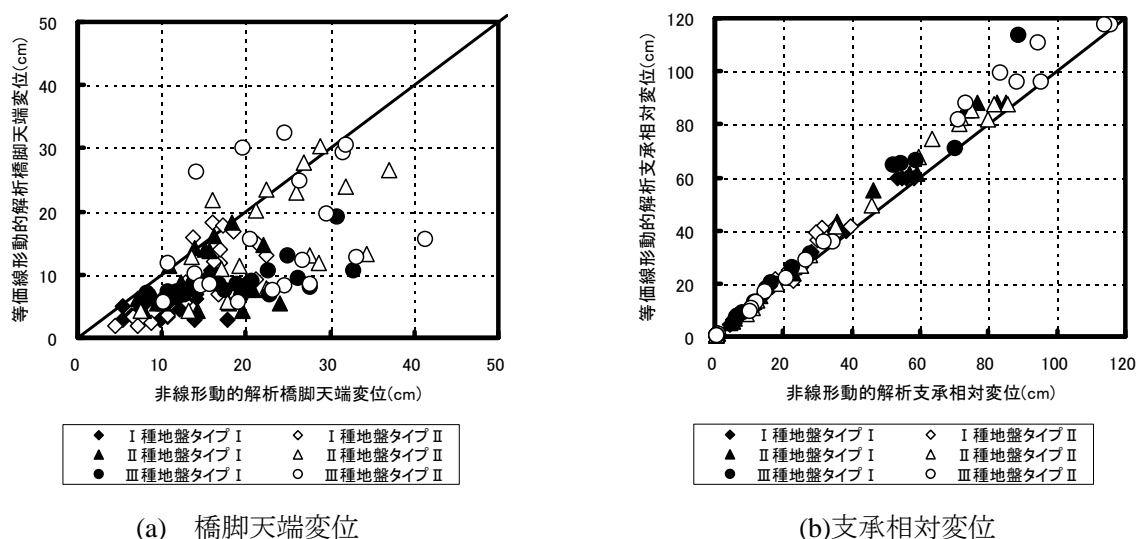 50
40
30
20
10
0
等価線形動的解析橋脚天端変位(cm)
0 10 20 30 40 50
非線形動的解析橋脚天端変位(cm)
Ⅰ種地盤タイプⅠ Ⅰ種地盤タイプⅡ
Ⅱ種地盤タイプⅠ Ⅱ種地盤タイプⅡ
Ⅲ種地盤タイプⅠ Ⅲ種地盤タイプⅡ
(a) 橋脚天端変位
120
100
80
60
40
20
0
等価線形動的解析支承相対変位(cm)
0 20 40 60 80 100 120
非線形動的解析支承相対変位(cm)
Ⅰ種地盤タイプⅠ Ⅰ種地盤タイプⅡ
Ⅱ種地盤タイプⅠ Ⅱ種地盤タイプⅡ
Ⅲ種地盤タイプⅠ Ⅲ種地盤タイプⅡ
(b)支承相対変位